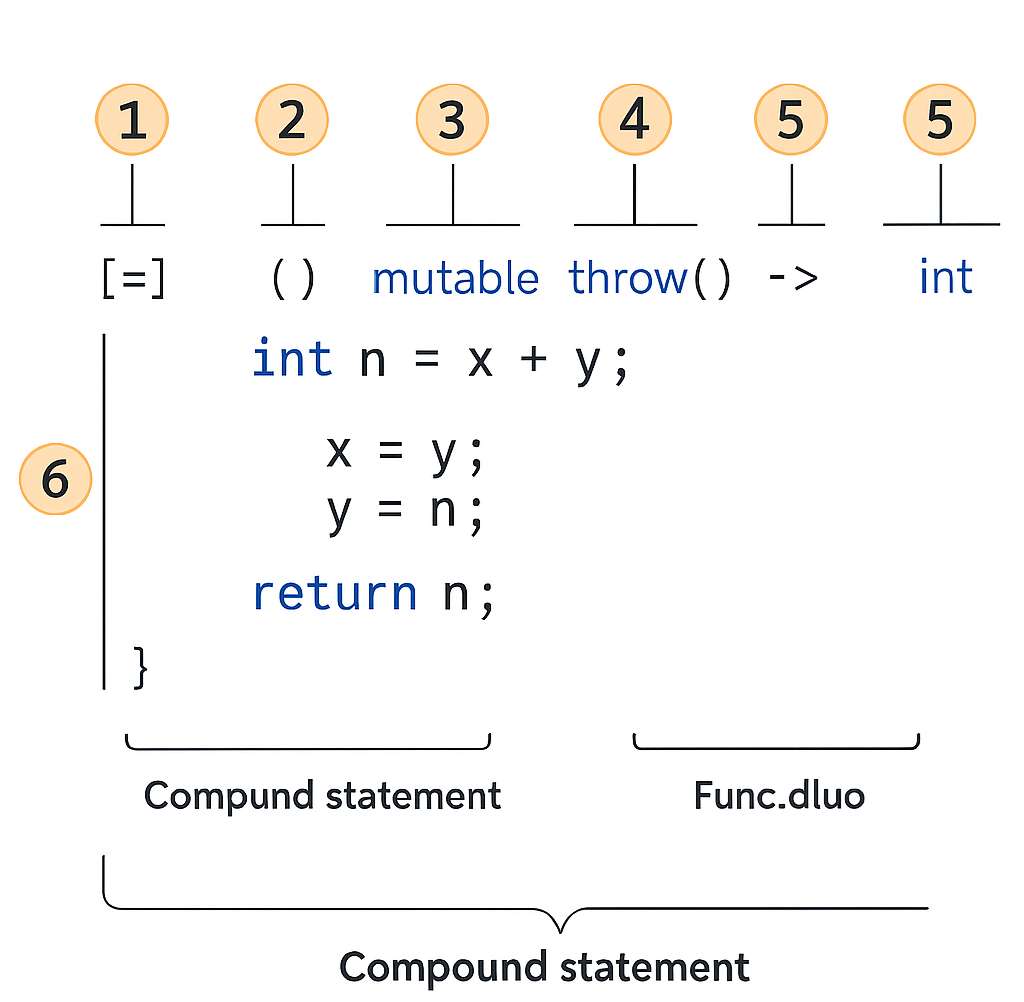 1 2 3 4 5 5
[=] () mutable throw() -> int
int n = x + y;
x = y;
6
y = n;
return n;
}
Compund statement Func.dluo
Compound statement